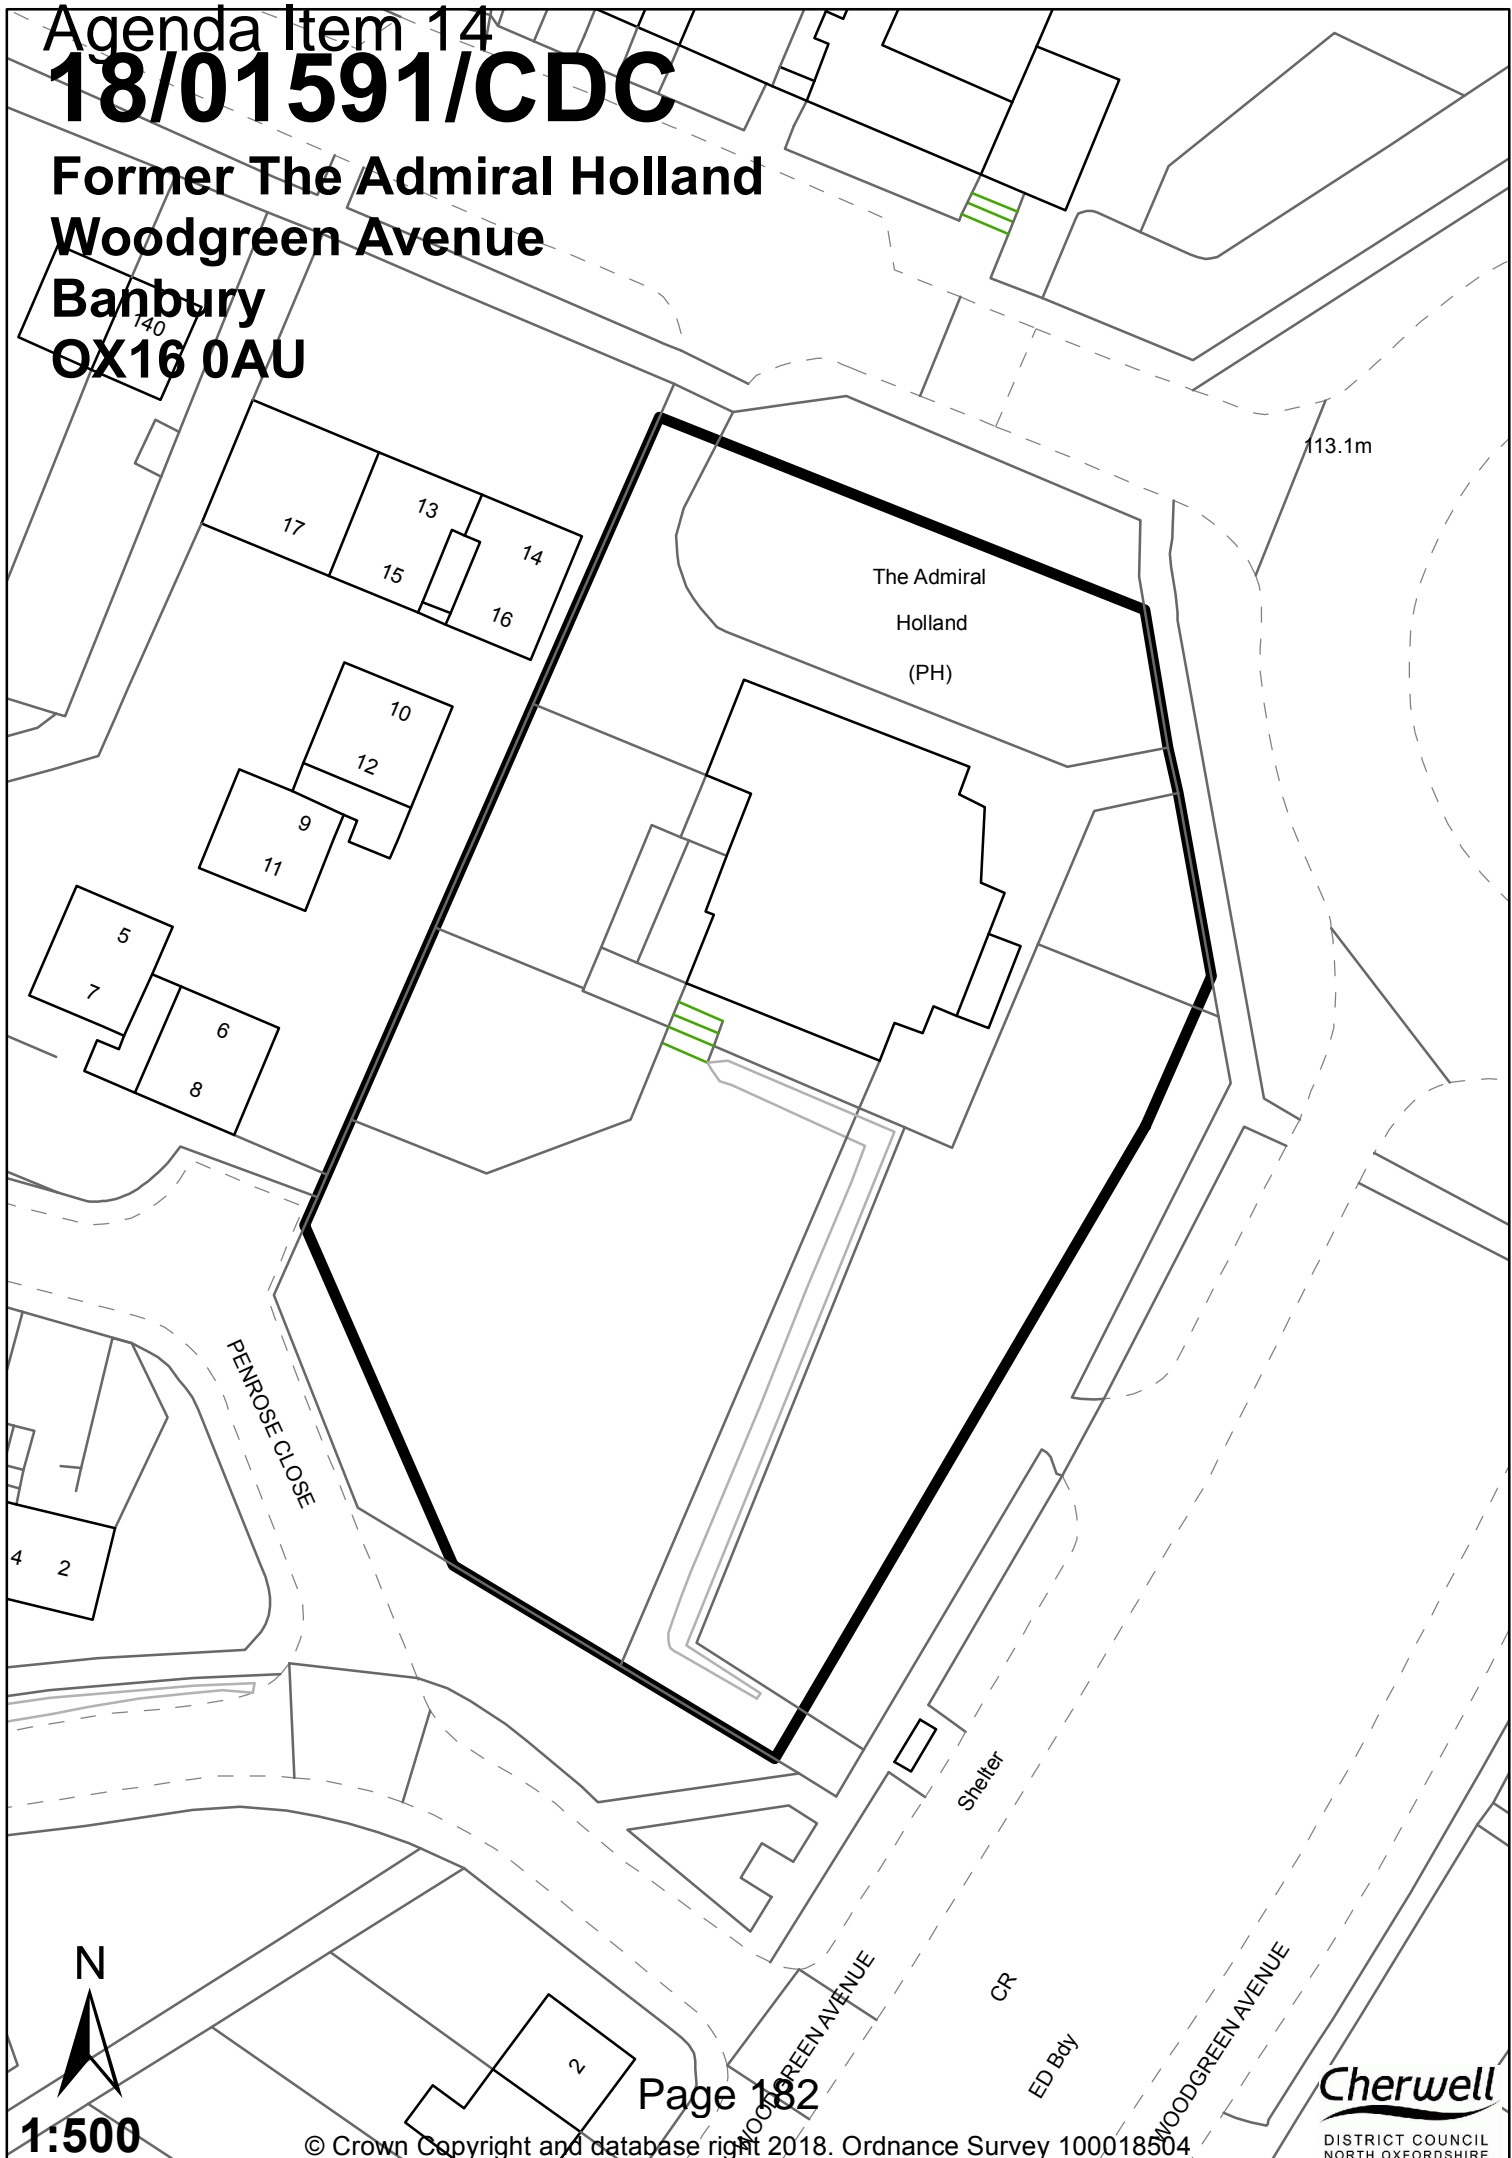 Agenda Item 14
18/01591/CDC
Former The Admiral Holland
Woodgreen Avenue
Banbury
OX16 0AU
140
113.1m
17
13
15
14
16
The Admiral
Holland
(PH)
10
12
9
11
5
7
6
8
PENROSE CLOSE
4
2
Shelter
CR
ED Bdy
WOODGREEN AVENUE
WOODGREEN AVENUE
2
N
1:500
Page 182
© Crown Copyright and database right 2018. Ordnance Survey 100018504
Cherwell
DISTRICT COUNCIL
NORTH OXFORDSHIRE